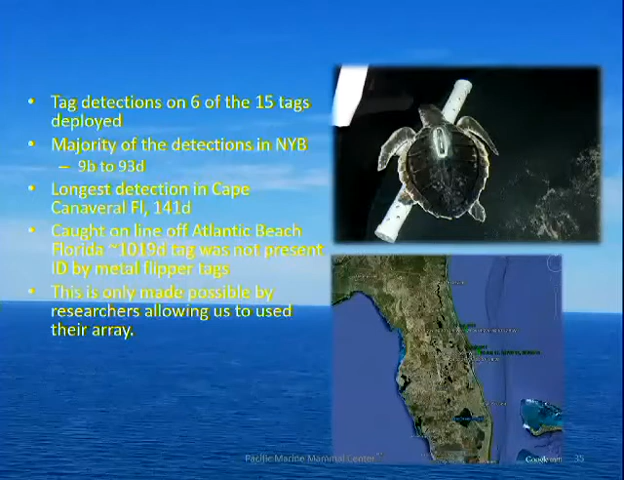 • Tag detections on 6 of the 15 tags
deployed
• Majority of the detections in NYB
– 9b to 93d
• Longest detection in Cape
Canaveral Fl, 141d
• Caught on line off Atlantic Beach
Florida ~1019d tag was not present
ID by metal flipper tags
• This is only made possible by
researchers allowing us to used
their array.
Pacific Marine Mammal Center
35